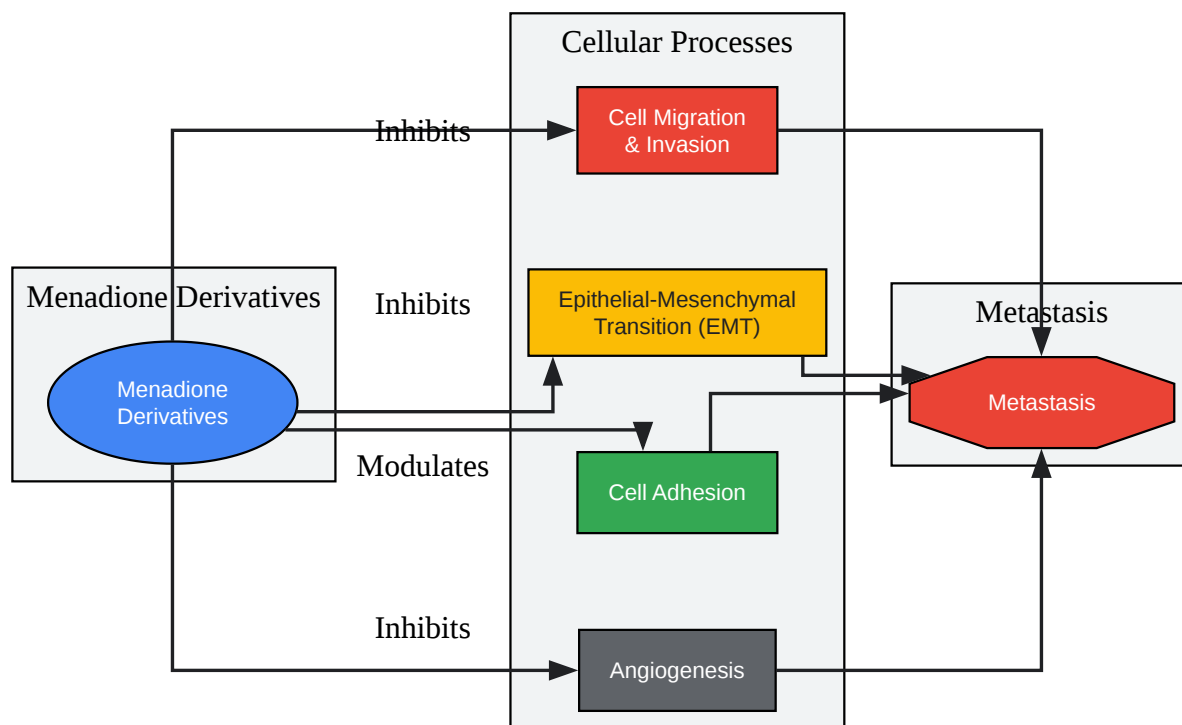 Cellular Processes
Cell Migration
& Invasion
Inhibits
Menadione Derivatives
Inhibits
Epithelial-Mesenchymal
Transition (EMT)
Metastasis
Menadione
Derivatives
Metastasis
Modulates
Cell Adhesion
Inhibits
Angiogenesis